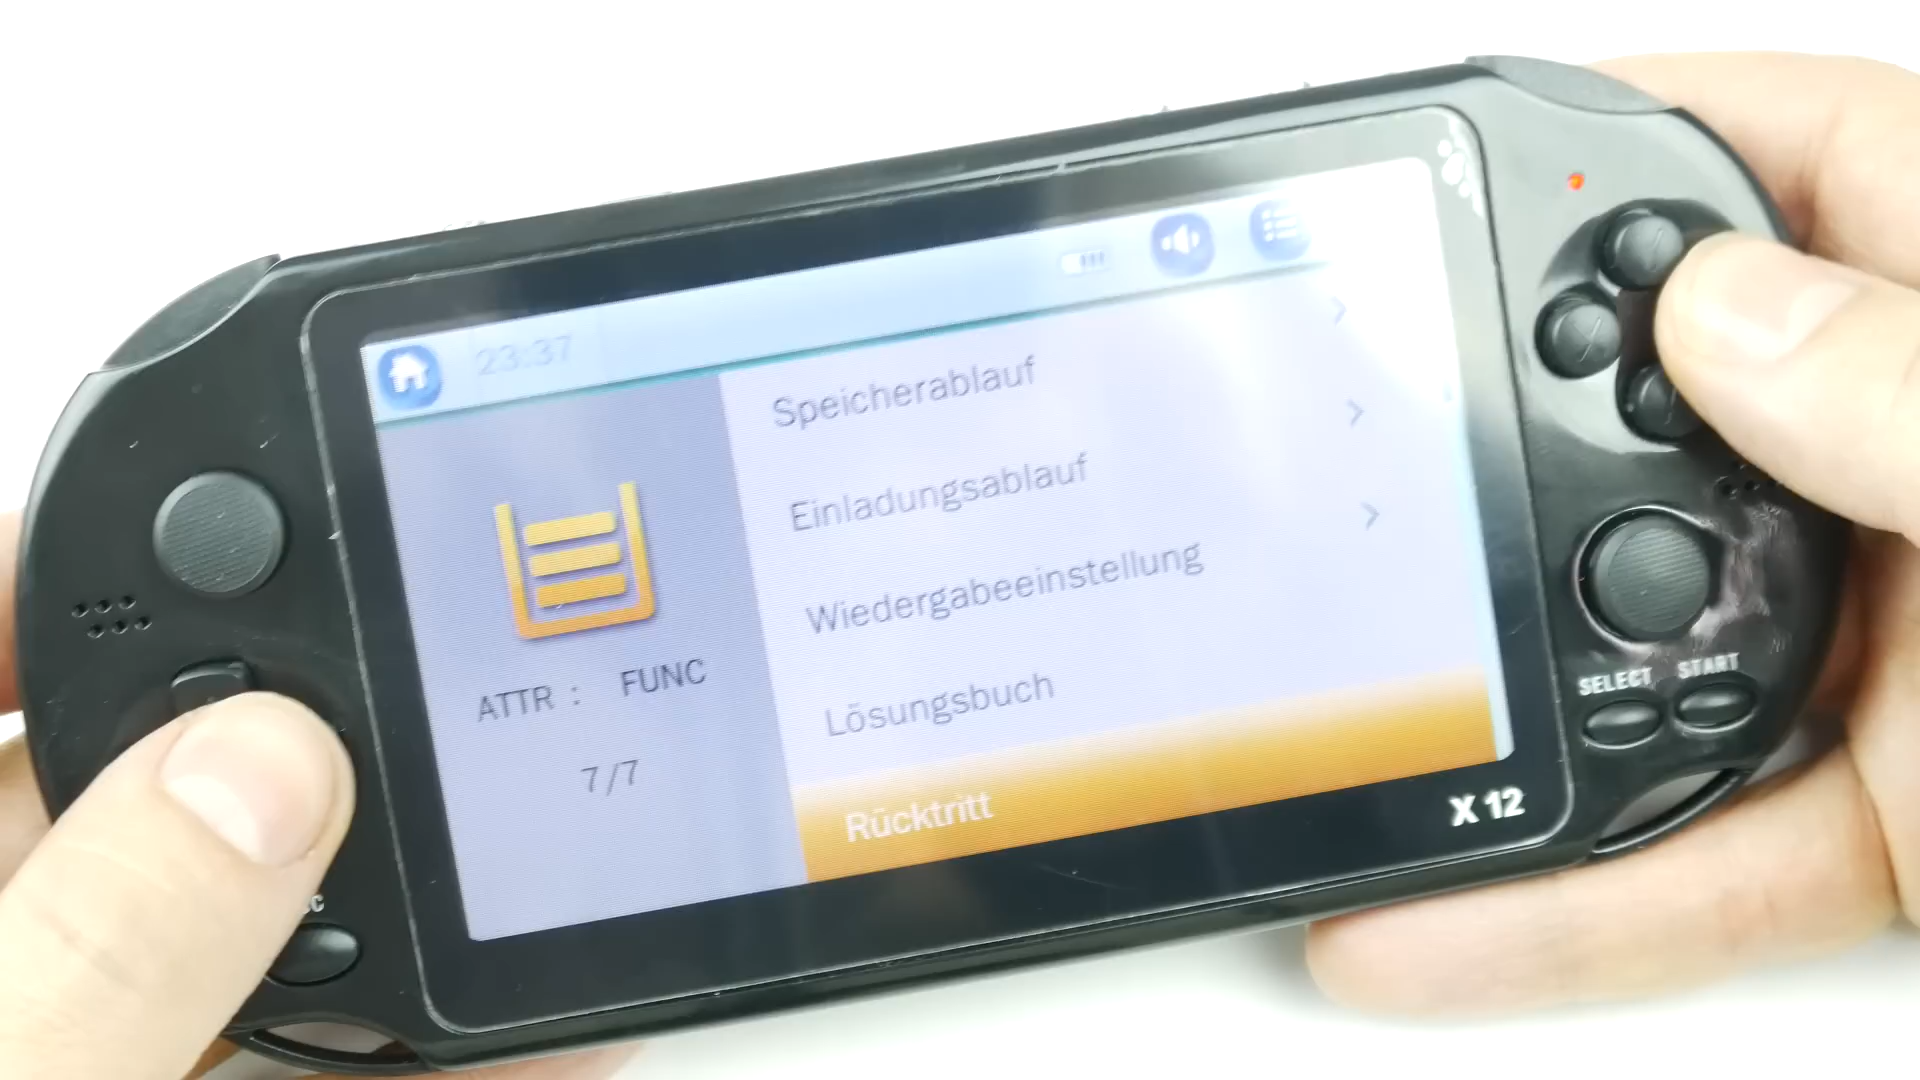 23:37
Speicherablauf
Einladungsablauf
Wiedergabeeinstellung
Lösungsbuch
Rücktritt
ATTR : FUNC
7/7
X 12
SELECT START